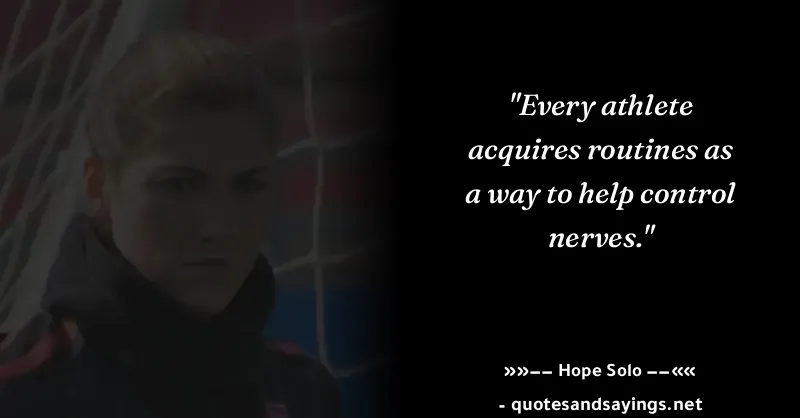 "Every athlete
acquires routines as
a way to help control
nerves."
»»−− Hope Solo −−««
- quotesandsayings.net